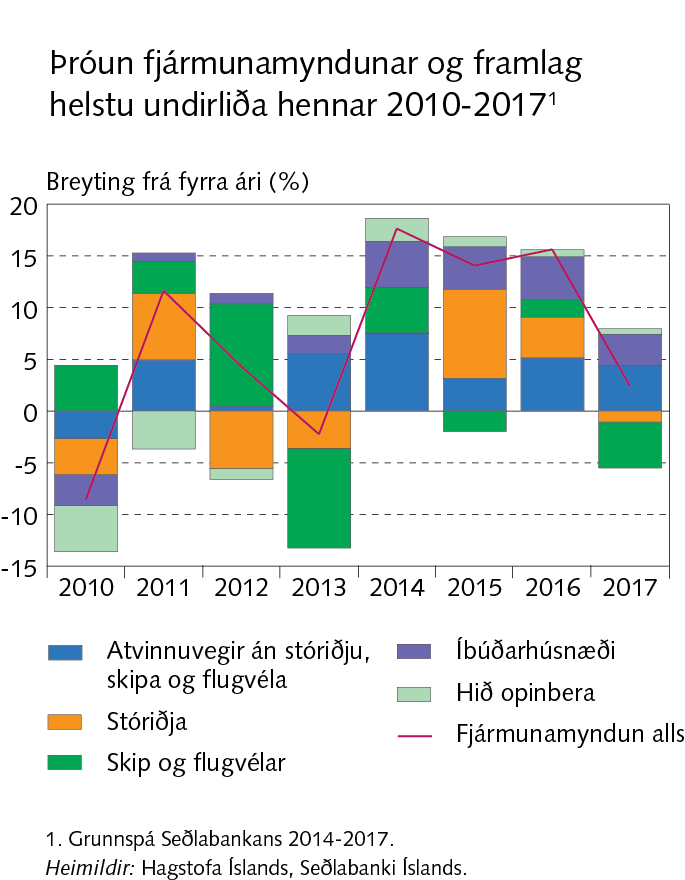 Þróun fjármunamyndunar og framlag
helstu undirliða hennar 2010-2017¹
Breyting frá fyrra ári (%)
20
15
10
5
0
-5
-10
-15
2010 2011 2012 2013 2014 2015 2016 2017
Atvinnuvegir án stóriðju,
skipa og flugvéla
Stóriðja
Skip og flugvélar
Íbúðarhúsnæði
Hið opinbera
Fjármunamyndun alls
1. Grunnspá Seðlabankans 2014-2017.
Heimildir: Hagstofa Íslands, Seðlabanki Íslands.